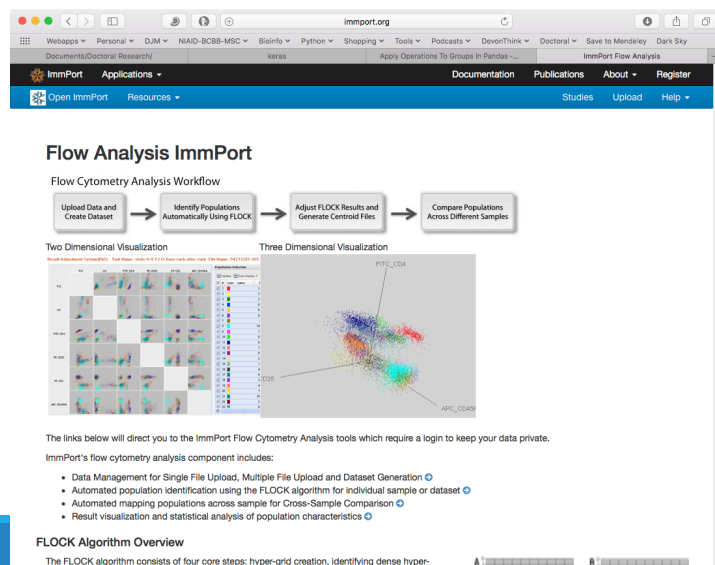 immport.org
Webapps Personal DJM NIAID-BCBB-MSC Bioinfo Python Shopping Tools Podcasts DevonThink Doctoral Save to Mendeley Dark Sky
Documents/Doctoral Research/ keras Apply Operations To Groups In Pandas -... ImmPort Flow Analysis
ImmPort Applications Documentation Publications About Register
Open ImmPort Resources Studies Upload Help
Flow Analysis ImmPort
Flow Cytometry Analysis Workflow
Upload Data and
Create Dataset
Identify Populations
Automatically Using FLOCK
Adjust FLOCK Results and
Generate Centroid Files
Compare Populations
Across Different Samples
Two Dimensional Visualization
Three Dimensional Visualization
Population Selection
FITC_CD4
APC_CD45R
The links below will direct you to the ImmPort Flow Cytometry Analysis tools which require a login to keep your data private.
ImmPort's flow cytometry analysis component includes:
• Data Management for Single File Upload, Multiple File Upload and Dataset Generation
• Automated population identification using the FLOCK algorithm for individual sample or dataset
• Automated mapping populations across sample for Cross-Sample Comparison
• Result visualization and statistical analysis of population characteristics
FLOCK Algorithm Overview
The FLOCK algorithm consists of four core steps: hyper-grid creation, identifying dense hyper-
A
B